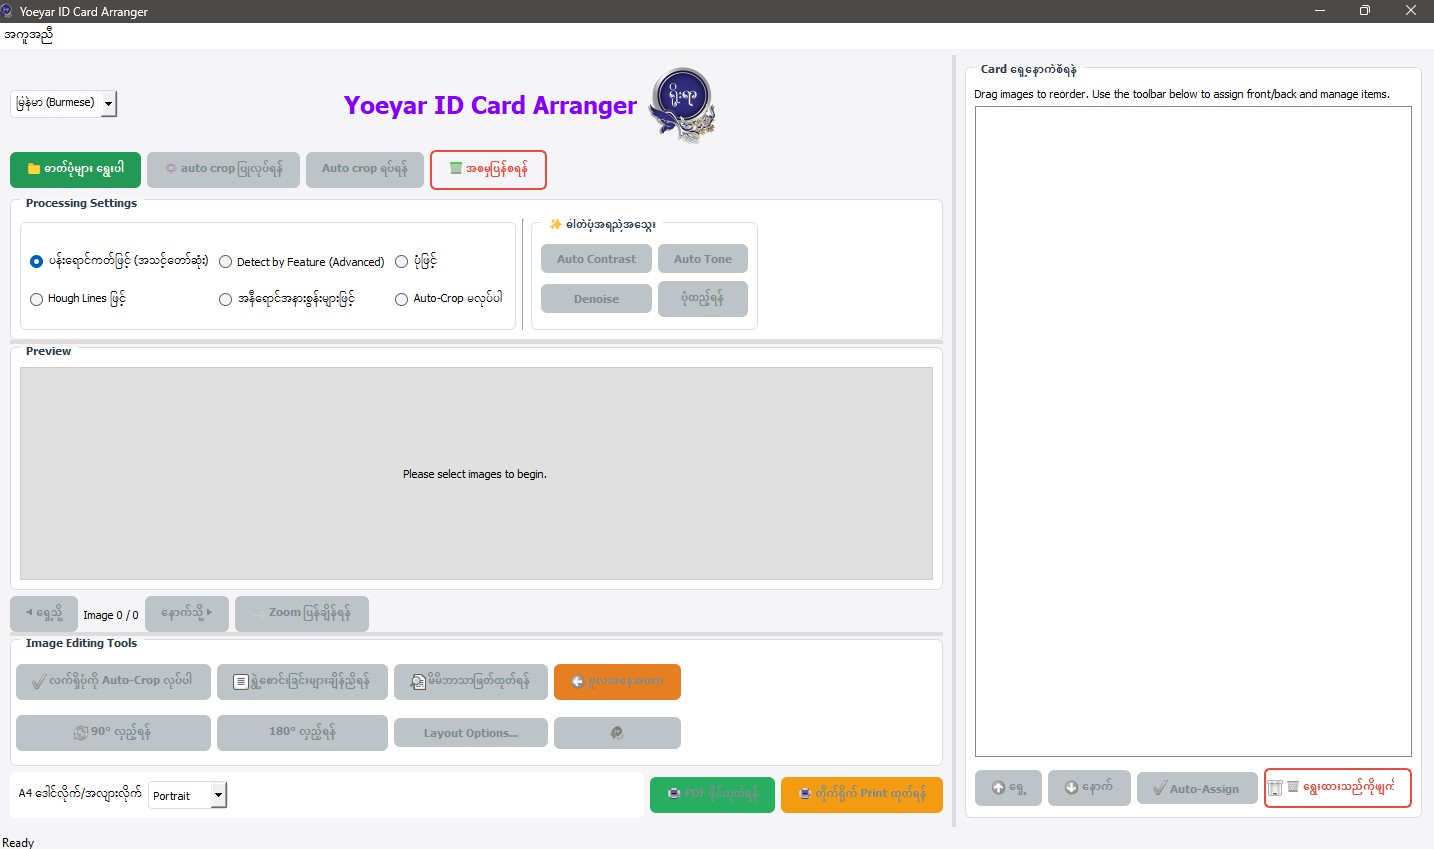 Yoeyar ID Card Arranger
အကူအညီ
မြန်မာ (Burmese)
Yoeyar ID Card Arranger
ရိုးရာ
ဓာတ်ပုံများ ရွေးပါ
auto crop ပြုလုပ်ရန်
Auto crop ရပ်ရန်
အစမှပြန်စရန်
Processing Settings
ပန်းရောင်ကတ်ဖြင့် (အသင့်တော်ဆုံး)
Detect by Feature (Advanced)
ပုံဖြင့်
Hough Lines ဖြင့်
အနီရောင်အနားစွန်းများဖြင့်
Auto-Crop မလုပ်ပါ
Auto Contrast
Auto Tone
Denoise
ပုံထည့်ရန်
Preview
Please select images to begin.
ရှေ့သို့
Image 0 / 0
နောက်သို့
Zoom ပြန်ချိန်ရန်
Image Editing Tools
လက်ရှိပုံကို Auto-Crop လုပ်ပါ
ရွဲ့စောင်းခြင်းများချိန်ညှိရန်
မိမိဘာသာဖြတ်ထုတ်ရန်
မူလအနေအထား
90° လှည့်ရန်
180° လှည့်ရန်
Layout Options...
A4 ဒေါင်လိုက်/အလျားလိုက်
Portrait
PDF ဖိုင်ထုတ်ရန်
တိုက်ရိုက် Print ထုတ်ရန်
Card ရှေ့နောက်စီရန်
Drag images to reorder. Use the toolbar below to assign front/back and manage items.
ရှေ့
နောက်
Auto-Assign
ရွေးထားသည်ကိုဖျက်
Ready